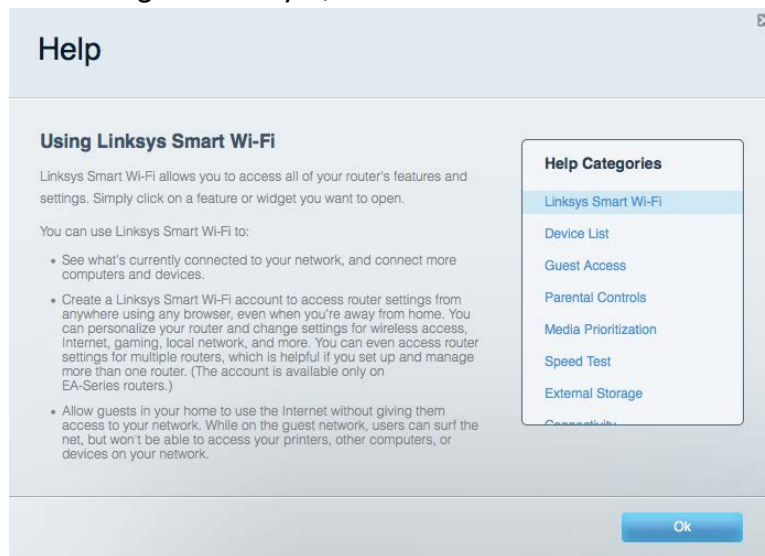 Help
Using Linksys Smart Wi-Fi
Linksys Smart Wi-Fi allows you to access all of your router's features and
settings. Simply click on a feature or widget you want to open.
You can use Linksys Smart Wi-Fi to:
• See what's currently connected to your network, and connect more
computers and devices.
• Create a Linksys Smart Wi-Fi account to access router settings from
anywhere using any browser, even when you're away from home. You
can personalize your router and change settings for wireless access,
Internet, gaming, local network, and more. You can even access router
settings for multiple routers, which is helpful if you set up and manage
more than one router. (The account is available only on
EA-Series routers.)
• Allow guests in your home to use the Internet without giving them
access to your network. While on the guest network, users can surf the
net, but won't be able to access your printers, other computers, or
devices on your network.
Help Categories
Linksys Smart Wi-Fi
Device List
Guest Access
Parental Controls
Media Prioritization
Speed Test
External Storage
Connectivity
Ok